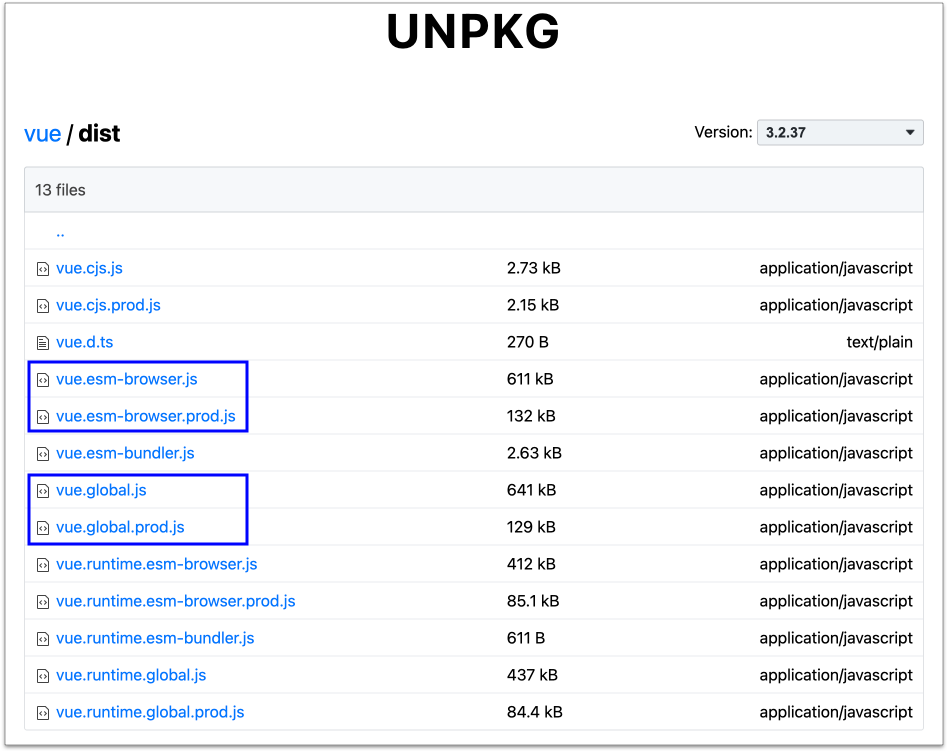 UNPKG
vue / dist
Version: 3.2.37
13 files
..
vue.cjs.js 2.73 kB application/javascript
vue.cjs.prod.js 2.15 kB application/javascript
vue.d.ts 270 B text/plain
vue.esm-browser.js 611 kB application/javascript
vue.esm-browser.prod.js 132 kB application/javascript
vue.esm-bundler.js 2.63 kB application/javascript
vue.global.js 641 kB application/javascript
vue.global.prod.js 129 kB application/javascript
vue.runtime.esm-browser.js 412 kB application/javascript
vue.runtime.esm-browser.prod.js 85.1 kB application/javascript
vue.runtime.esm-bundler.js 611 B application/javascript
vue.runtime.global.js 437 kB application/javascript
vue.runtime.global.prod.js 84.4 kB application/javascript